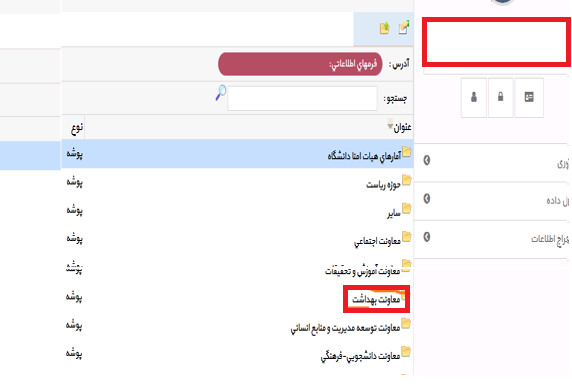 آدرس : فرمهاي اطلاعاتي:
جستجو :
عنوان نوع
آمارهاي هيات امنا دانشگاه پوشه
حوزه رياست پوشه
ساير پوشه
معاونت اجتماعي پوشه
معاونت آموزش و تحقيقات پوشه
معاونت بهداشت پوشه
معاونت توسعه مديريت و منابع انساني پوشه
معاونت دانشجويي-فرهنگي پوشه
آوری
ل داده
خراج اطلاعات